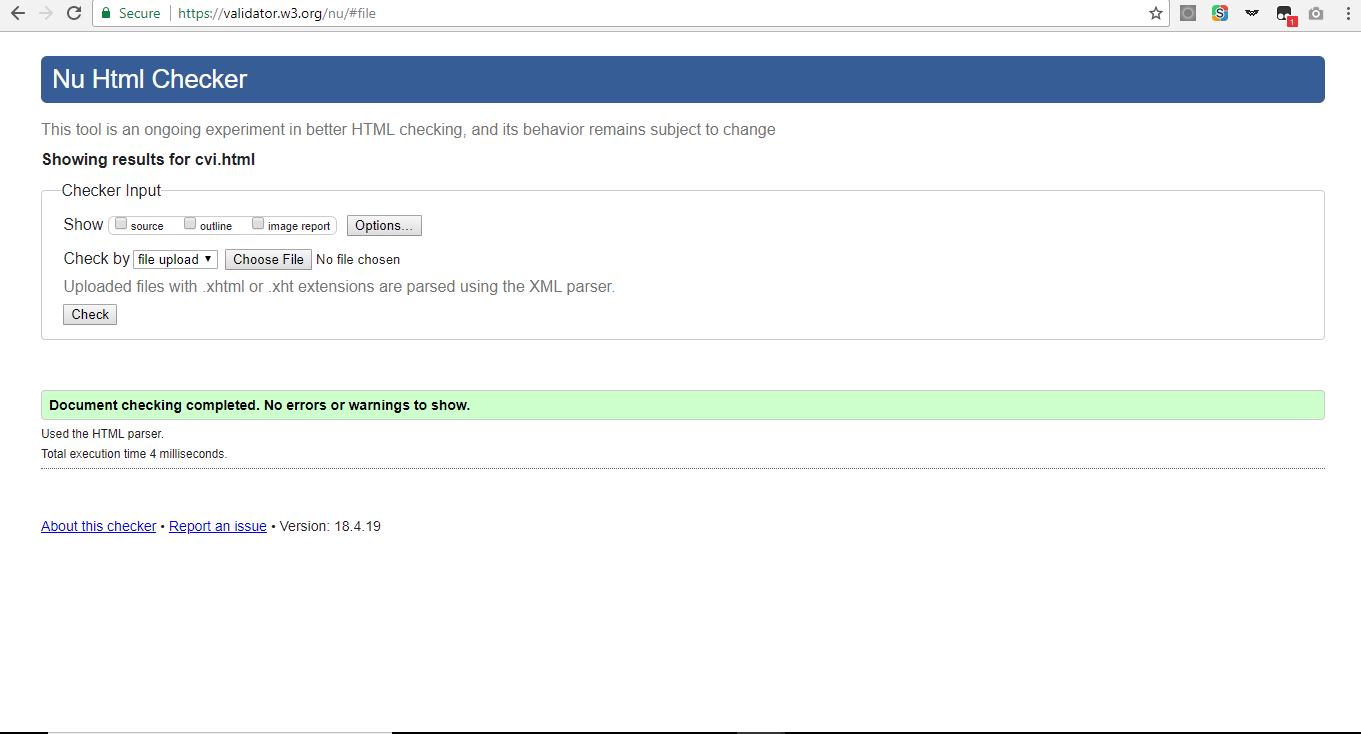 Secure https://validator.w3.org/nu/#file
1
Nu Html Checker
This tool is an ongoing experiment in better HTML checking, and its behavior remains subject to change
Showing results for cvi.html
Checker Input
Show source outline image report Options...
Check by file upload Choose File No file chosen
Uploaded files with .xhtml or .xht extensions are parsed using the XML parser.
Check
Document checking completed. No errors or warnings to show.
Used the HTML parser.
Total execution time 4 milliseconds.
About this checker • Report an issue • Version: 18.4.19